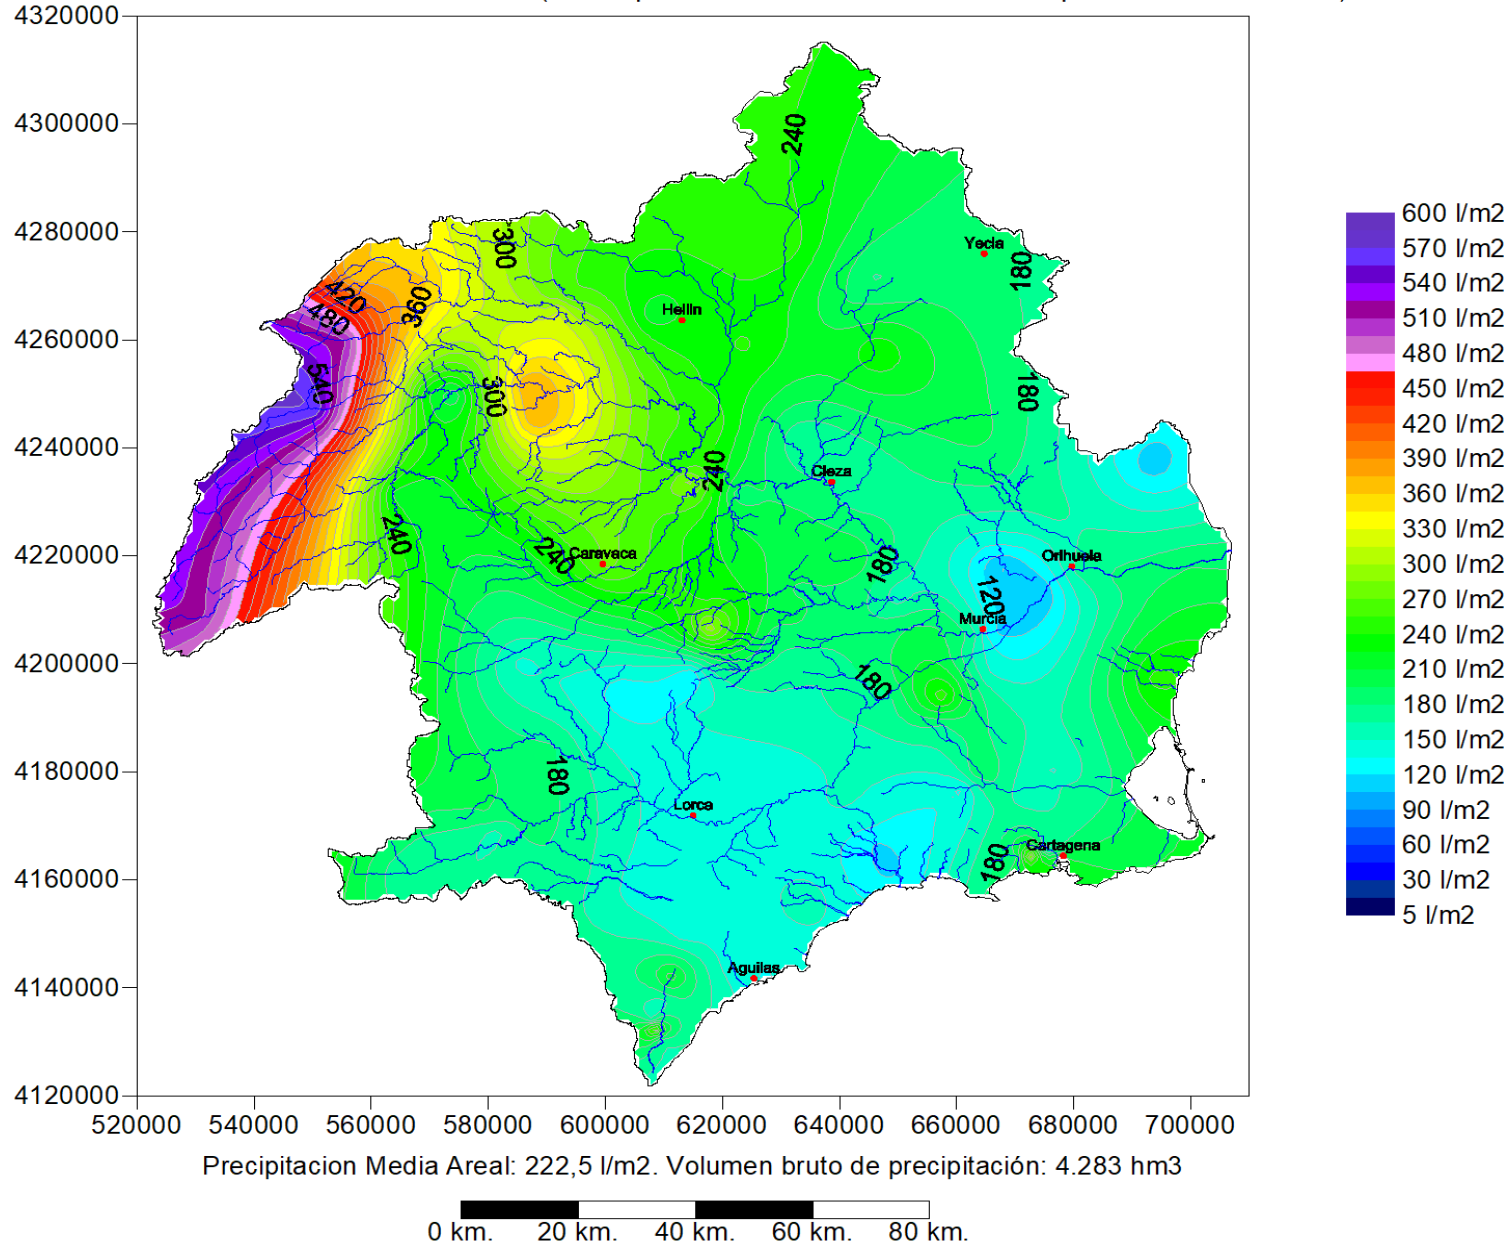 4320000
4300000
4280000
4260000
4240000
4220000
4200000
4180000
4160000
4140000
4120000
520000 540000 560000 580000 600000 620000 640000 660000 680000 700000
240
300
Yecla
180
420
360
480
Hellin
540
300
180
240
Cieza
240
240
Caravaca
180
Orihuela
120
Murcia
180
180
Lorca
180
Cartagena
Aguilas
600 l/m2
570 l/m2
540 l/m2
510 l/m2
480 l/m2
450 l/m2
420 l/m2
390 l/m2
360 l/m2
330 l/m2
300 l/m2
270 l/m2
240 l/m2
210 l/m2
180 l/m2
150 l/m2
120 l/m2
90 l/m2
60 l/m2
30 l/m2
5 l/m2
Precipitacion Media Areal: 222,5 l/m2. Volumen bruto de precipitación: 4.283 hm3
0 km. 20 km. 40 km. 60 km. 80 km.